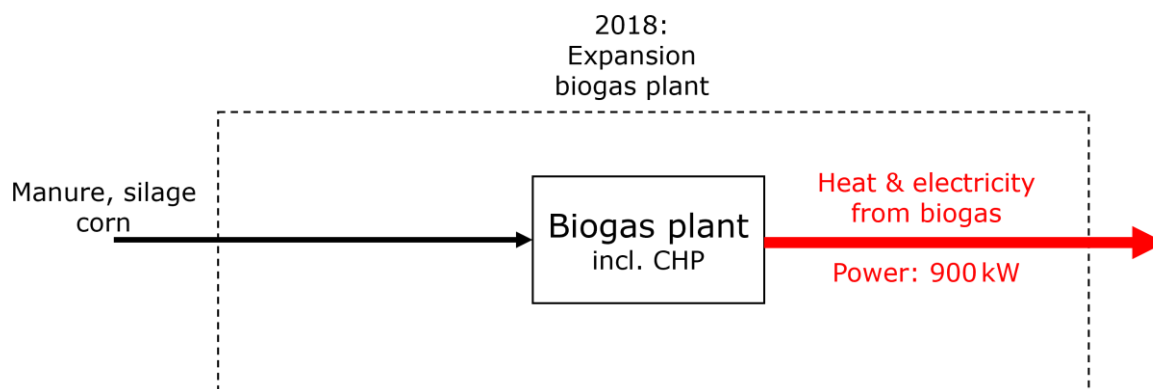 2018:
Expansion
biogas plant
Manure, silage
corn
Biogas plant
incl. CHP
Heat & electricity
from biogas
Power: 900 kW